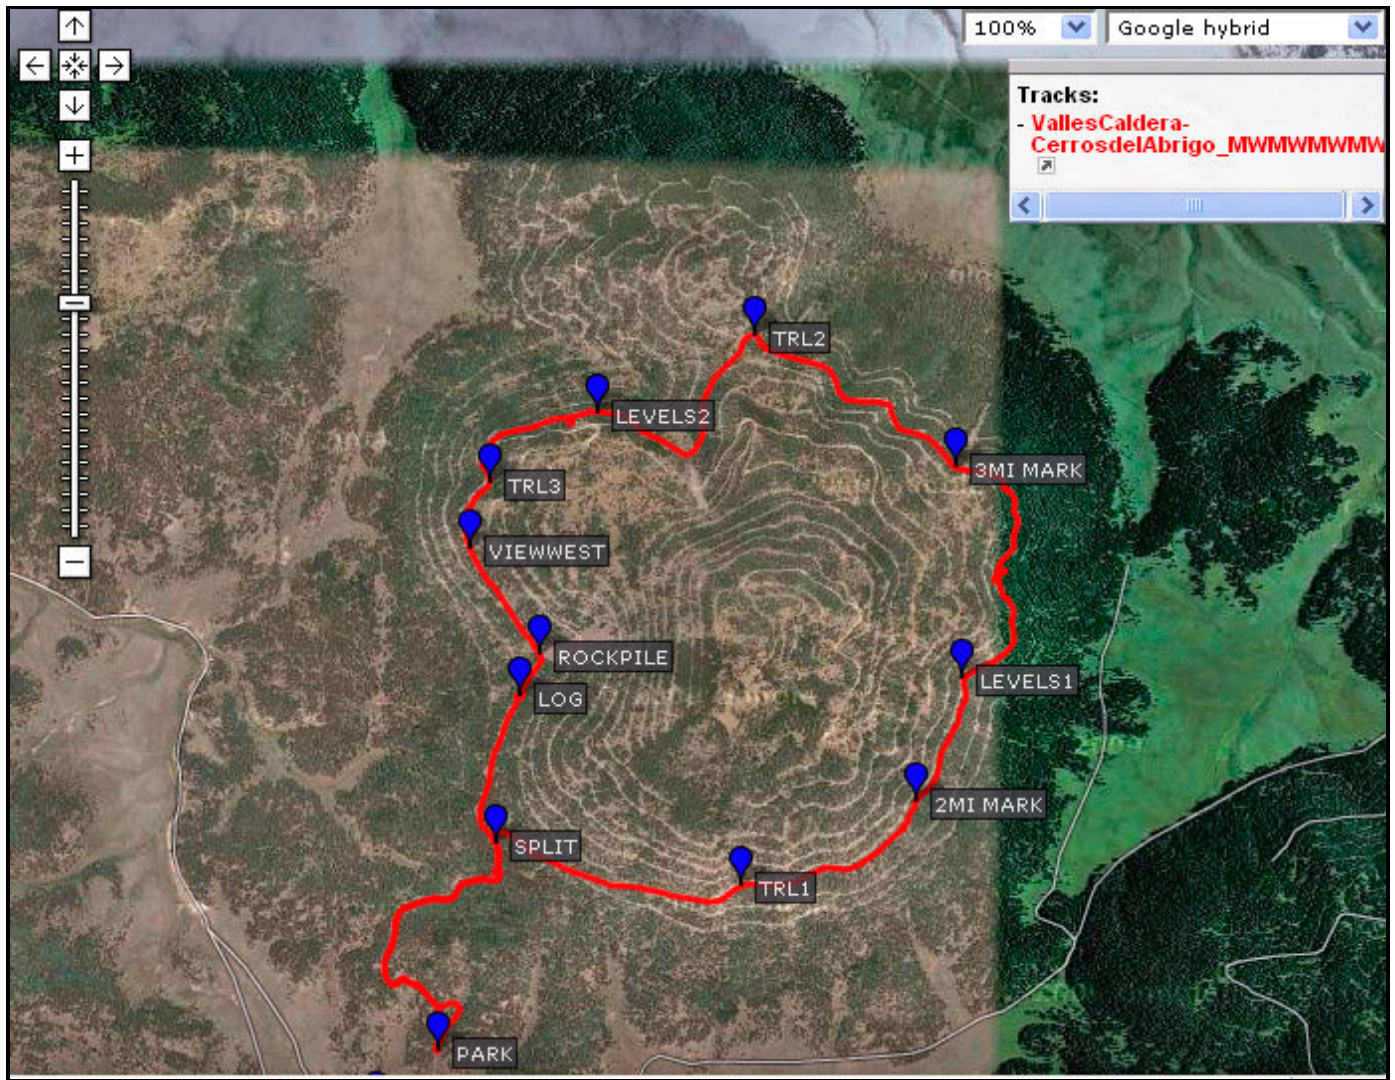 100%
Google hybrid
Tracks:
- VallesCaldera-
CerrosdelAbrigo_MWMWMWMW
TRL2
LEVELS2
3MI MARK
TRL3
VIEWWEST
ROCKPILE
LEVELS1
LOG
2MI MARK
SPLIT
TRL1
PARK